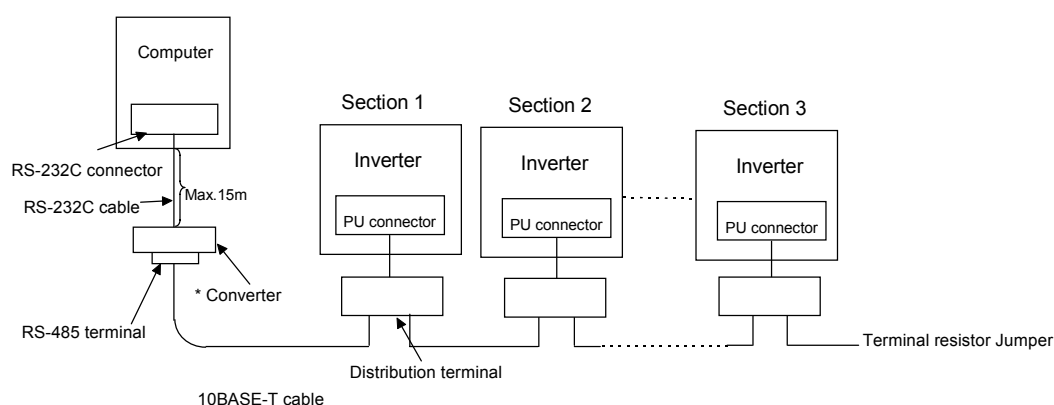 Computer
RS-232C connector
RS-232C cable
Max.15m
* Converter
RS-485 terminal
Section 1
Inverter
PU connector
Section 2
Inverter
PU connector
Section 3
Inverter
PU connector
Distribution terminal
Terminal resistor Jumper
10BASE-T cable